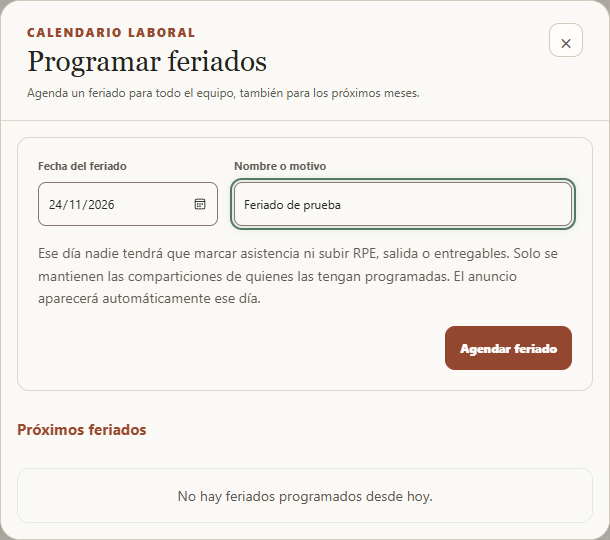 CALENDARIO LABORAL
Programar feriados
Agenda un feriado para todo el equipo, también para los próximos meses.
Fecha del feriado
24/11/2026
Nombre o motivo
Feriado de prueba
Ese día nadie tendrá que marcar asistencia ni subir RPE, salida o entregables. Solo se
mantienen las comparticiones de quienes las tengan programadas. El anuncio
aparecerá automáticamente ese día.
Agendar feriado
Próximos feriados
No hay feriados programados desde hoy.